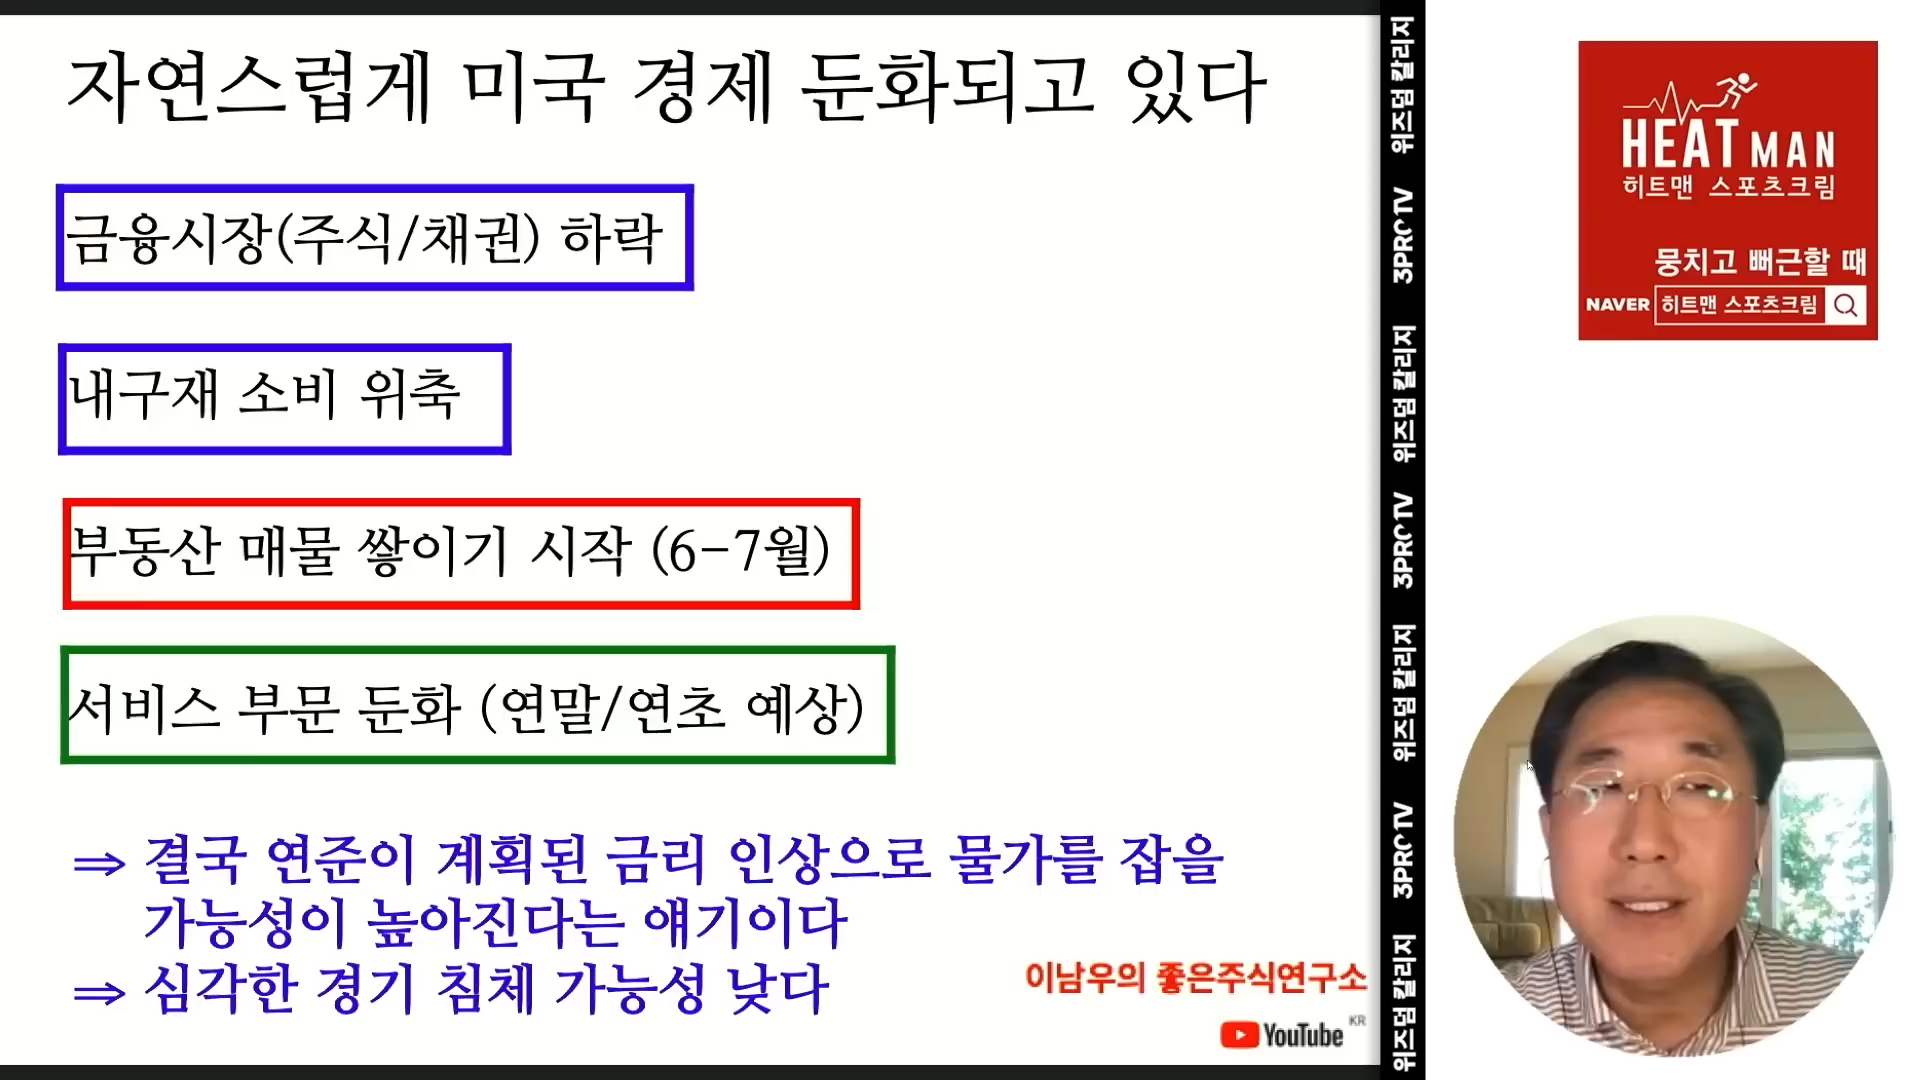 자연스럽게 미국 경제 둔화되고 있다
금융시장(주식/채권) 하락
내구재 소비 위축
부동산 매물 쌓이기 시작 (6-7월)
서비스 부문 둔화 (연말/연초 예상)
⇒ 결국 연준이 계획된 금리 인상으로 물가를 잡을
가능성이 높아진다는 얘기이다
⇒ 심각한 경기 침체 가능성 낮다
이남우의 좋은주식연구소
YouTube KR
위즈덤 칼리지
3PROTV
위즈덤 칼리지
3PROTV
위즈덤 칼리지
3PROTV
위즈덤 칼리지
HEAT MAN
히트맨 스포츠크림
뭉치고 뻐근할 때
NAVER 히트맨 스포츠크림